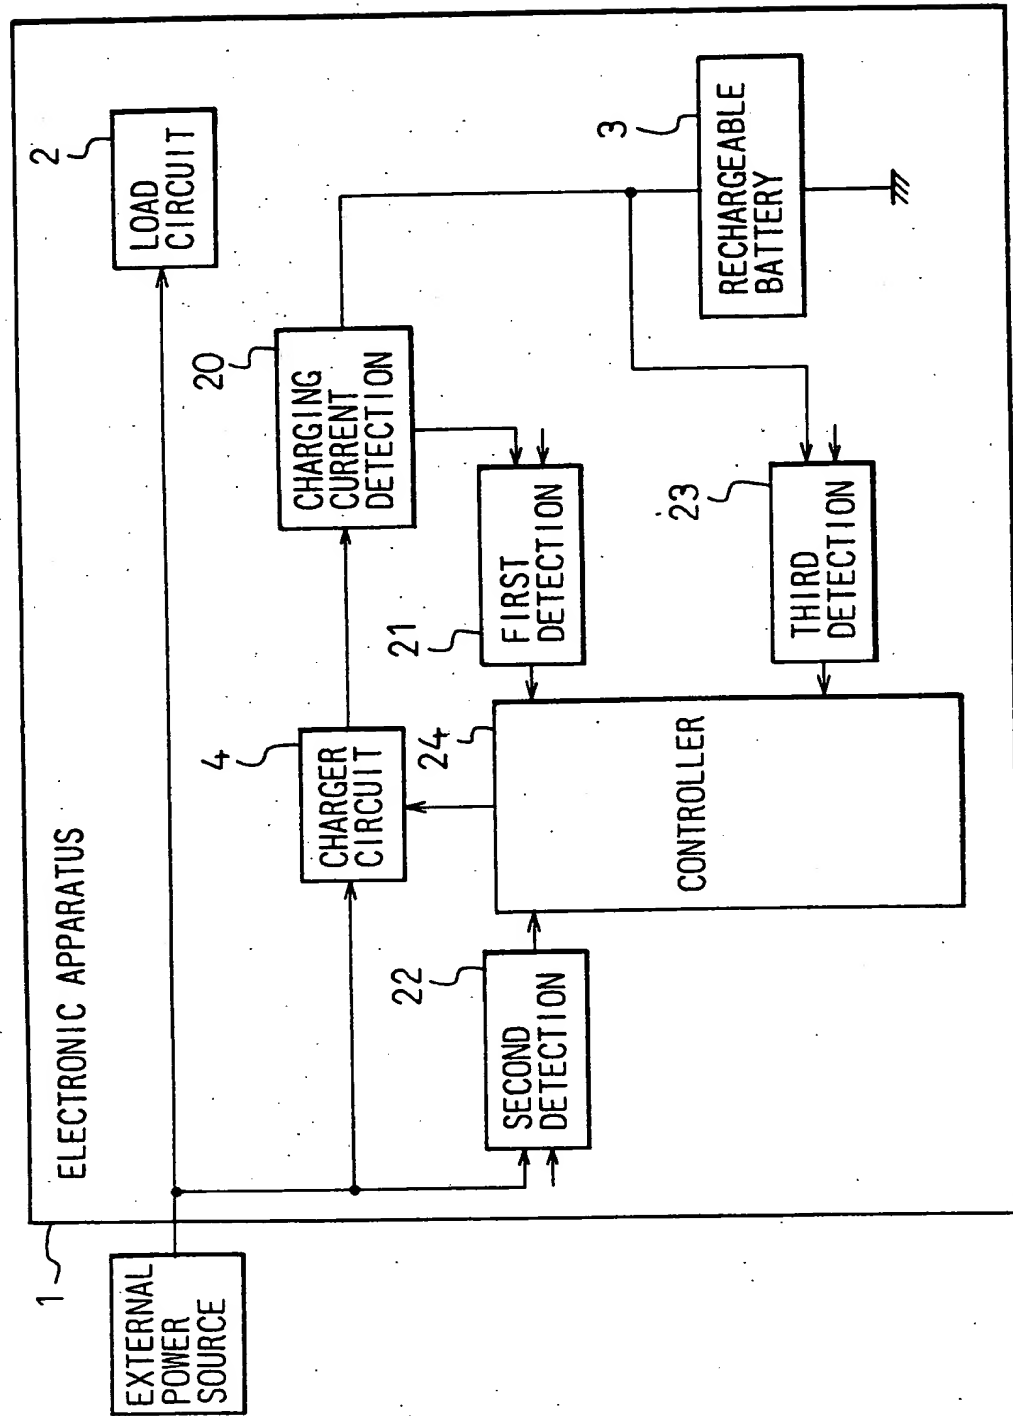 1
ELECTRONIC APPARATUS
EXTERNAL
POWER
SOURCE
2
LOAD
CIRCUIT
4
CHARGER
CIRCUIT
20
CHARGING
CURRENT
DETECTION
22
SECOND
DETECTION
24
CONTROLLER
21
FIRST
DETECTION
23
THIRD
DETECTION
3
RECHARGEABLE
BATTERY